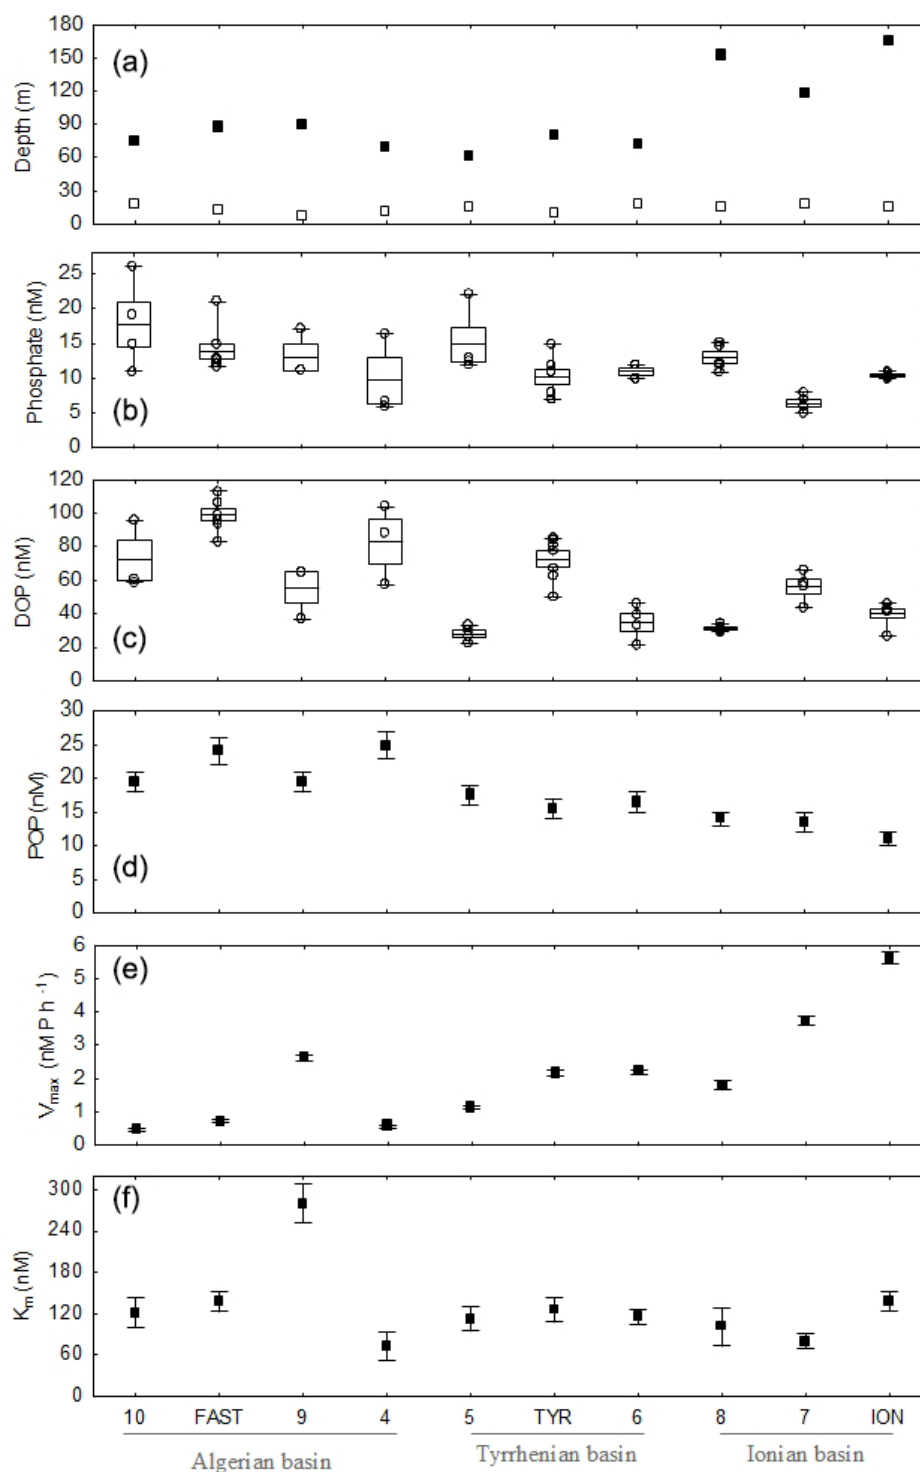 180
150
120
90
60
30
0
Depth (m)
(a)
25
20
15
10
5
0
Phosphate (nM)
(b)
120
100
80
60
40
20
0
DOP (nM)
(c)
30
25
20
15
10
5
0
POP (nM)
(d)
6
5
4
3
2
1
0
Vmax (nM P h -1)
(e)
300
240
180
120
60
0
Km (nM)
(f)
10 FAST 9 4 5 TYR 6 8 7 ION
Algerian basin Tyrrhenian basin Ionian basin